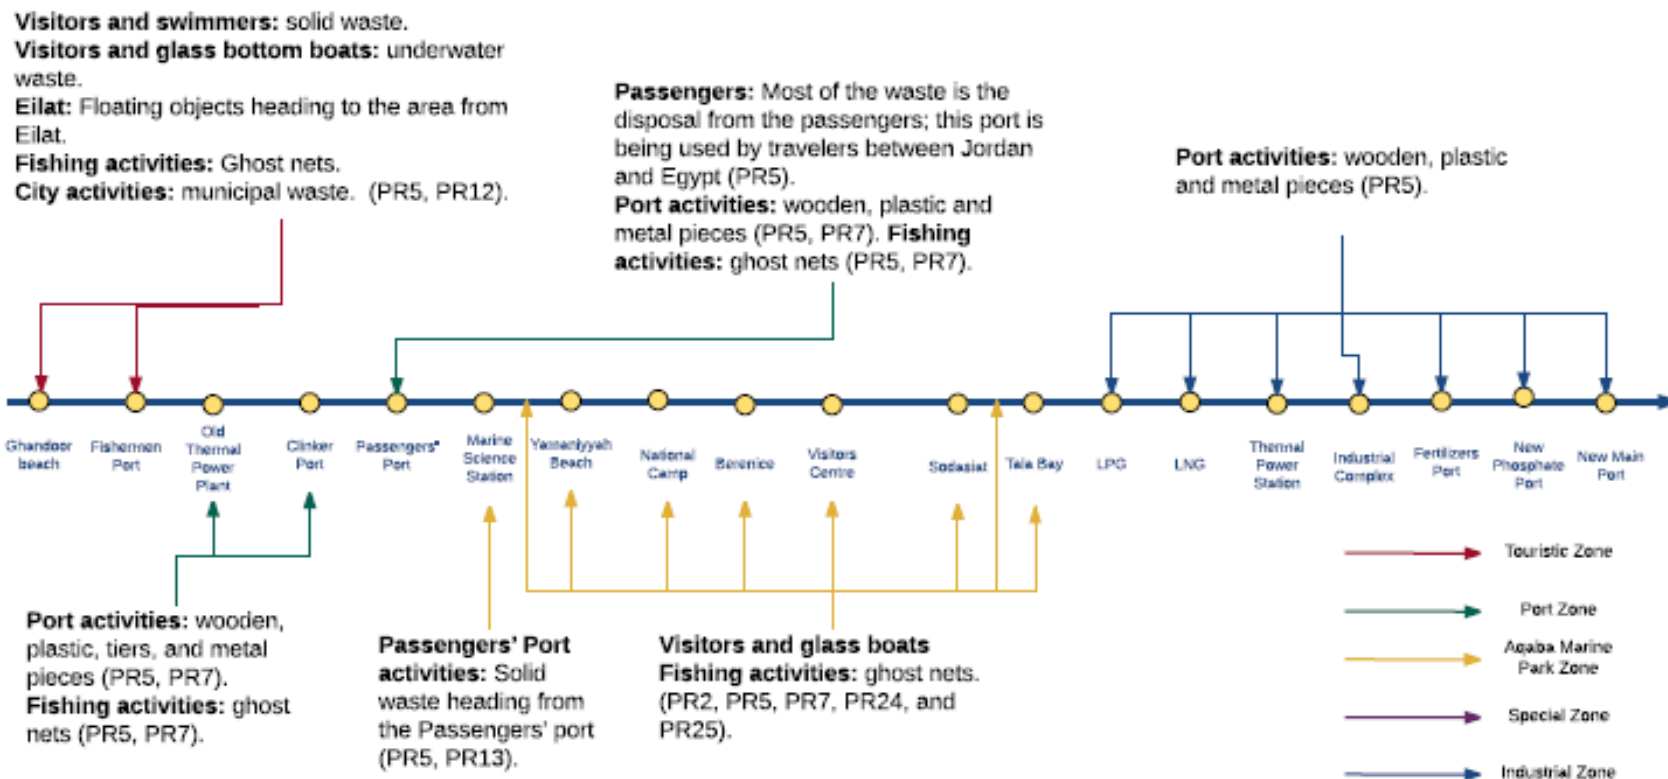 Visitors and swimmers: solid waste.
Visitors and glass bottom boats: underwater
waste.
Eilat: Floating objects heading to the area from
Eilat.
Fishing activities: Ghost nets.
City activities: municipal waste. (PR5, PR12).
Passengers: Most of the waste is the
disposal from the passengers; this port is
being used by travelers between Jordan
and Egypt (PR5).
Port activities: wooden, plastic and
metal pieces (PR5, PR7). Fishing
activities: ghost nets (PR5, PR7).
Port activities: wooden, plastic
and metal pieces (PR5).
Ghandoor
beach
Fishermen
Port
Old
Thermal
Power
Plant
Clinker
Port
Passengers'
Port
Marine
Science
Station
Yamaniyyah
Beach
National
Camp
Berenice
Visitors
Centre
Sodasiat
Tala Bay
LPG
LNG
Thermal
Power
Station
Industrial
Complex
Fertilizers
Port
New
Phosphate
Port
New Main
Port
Port activities: wooden,
plastic, tiers, and metal
pieces (PR5, PR7).
Fishing activities: ghost
nets (PR5, PR7).
Passengers' Port
activities: Solid
waste heading from
the Passengers' port
(PR5, PR13).
Visitors and glass boats
Fishing activities: ghost nets.
(PR2, PR5, PR7, PR24, and
PR25).
Touristic Zone
Port Zone
Aqaba Marine
Park Zone
Special Zone
Industrial Zone